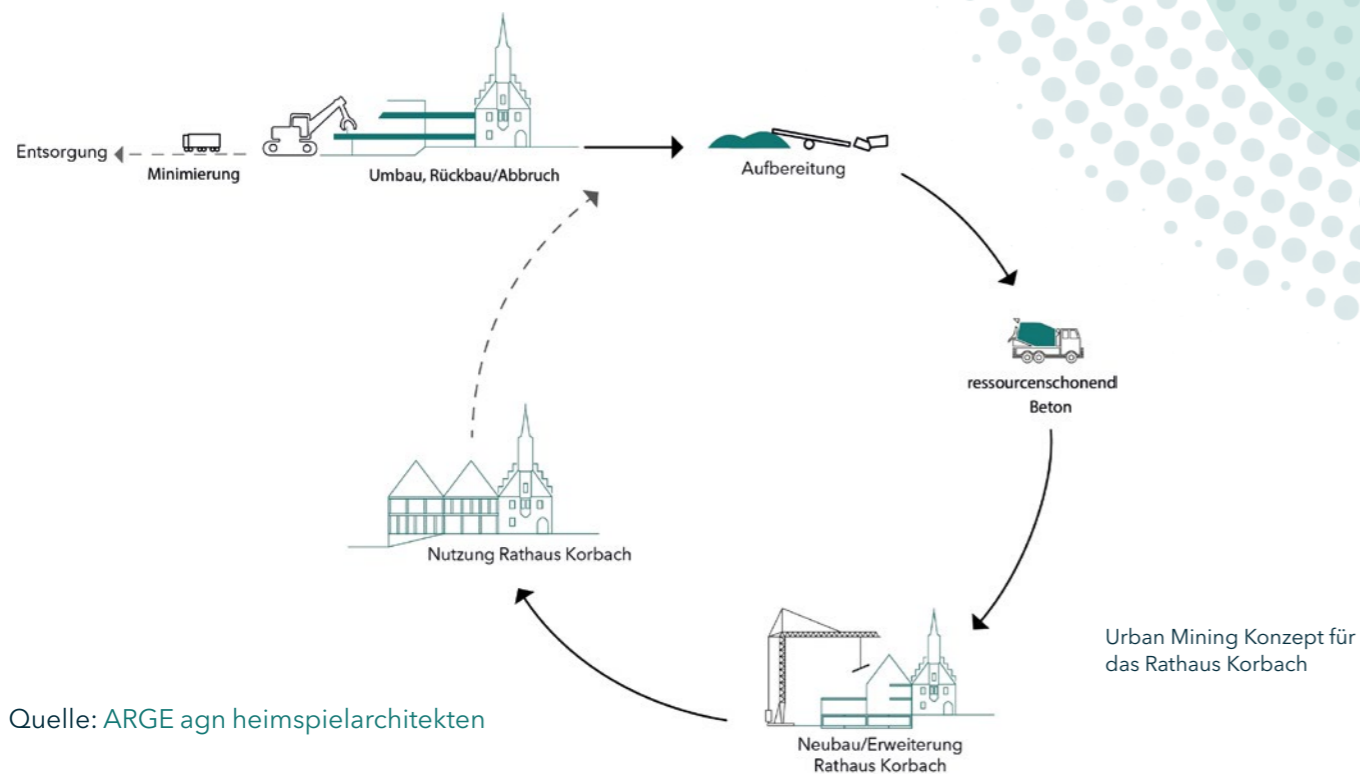 Entsorgung
Minimierung
Umbau, Rückbau/Abbruch
Aufbereitung
ressourcenschonend
Beton
Nutzung Rathaus Korbach
Neubau/Erweiterung
Rathaus Korbach
Urban Mining Konzept für
das Rathaus Korbach
Quelle: ARGE agn heimspielarchitekten